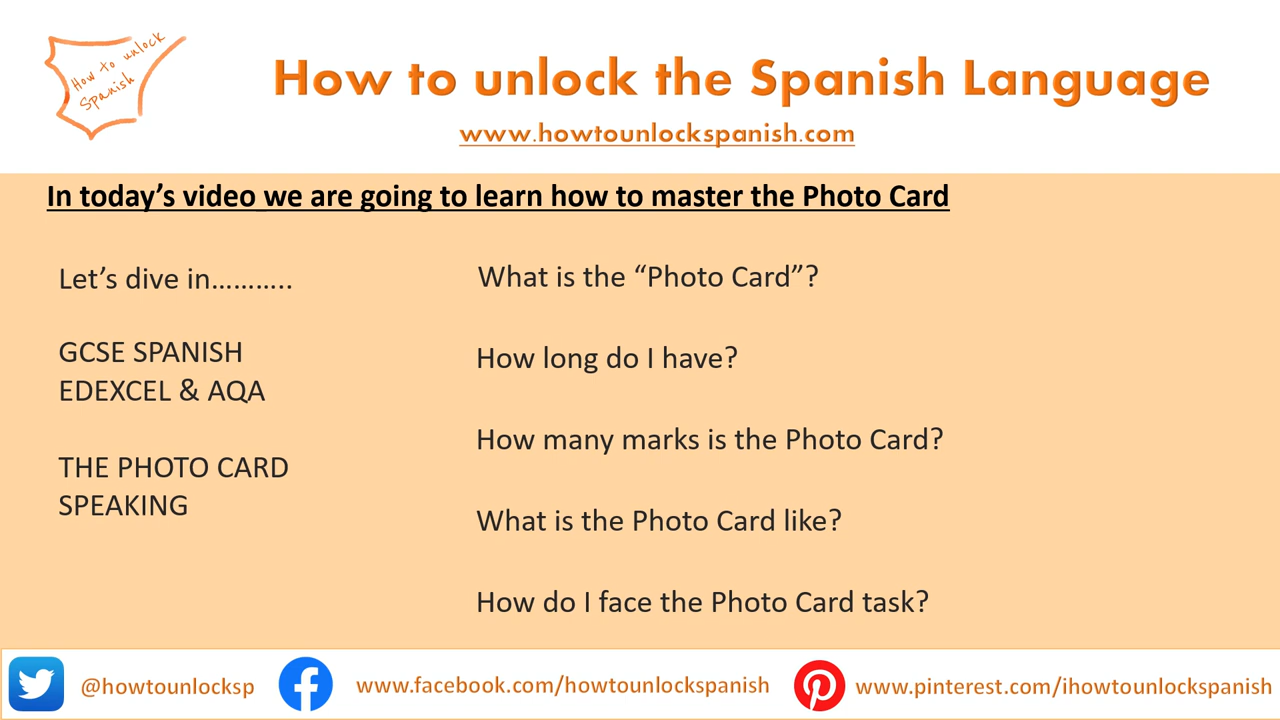 How to unlock
Spanish
How to unlock the Spanish Language
www.howtounlockspanish.com
In today’s video we are going to learn how to master the Photo Card
Let’s dive in………..
GCSE SPANISH
EDEXCEL & AQA
THE PHOTO CARD
SPEAKING
What is the “Photo Card”?
How long do I have?
How many marks is the Photo Card?
What is the Photo Card like?
How do I face the Photo Card task?
@howtounlocksp
www.facebook.com/howtounlockspanish
www.pinterest.com/ihowtounlockspanish